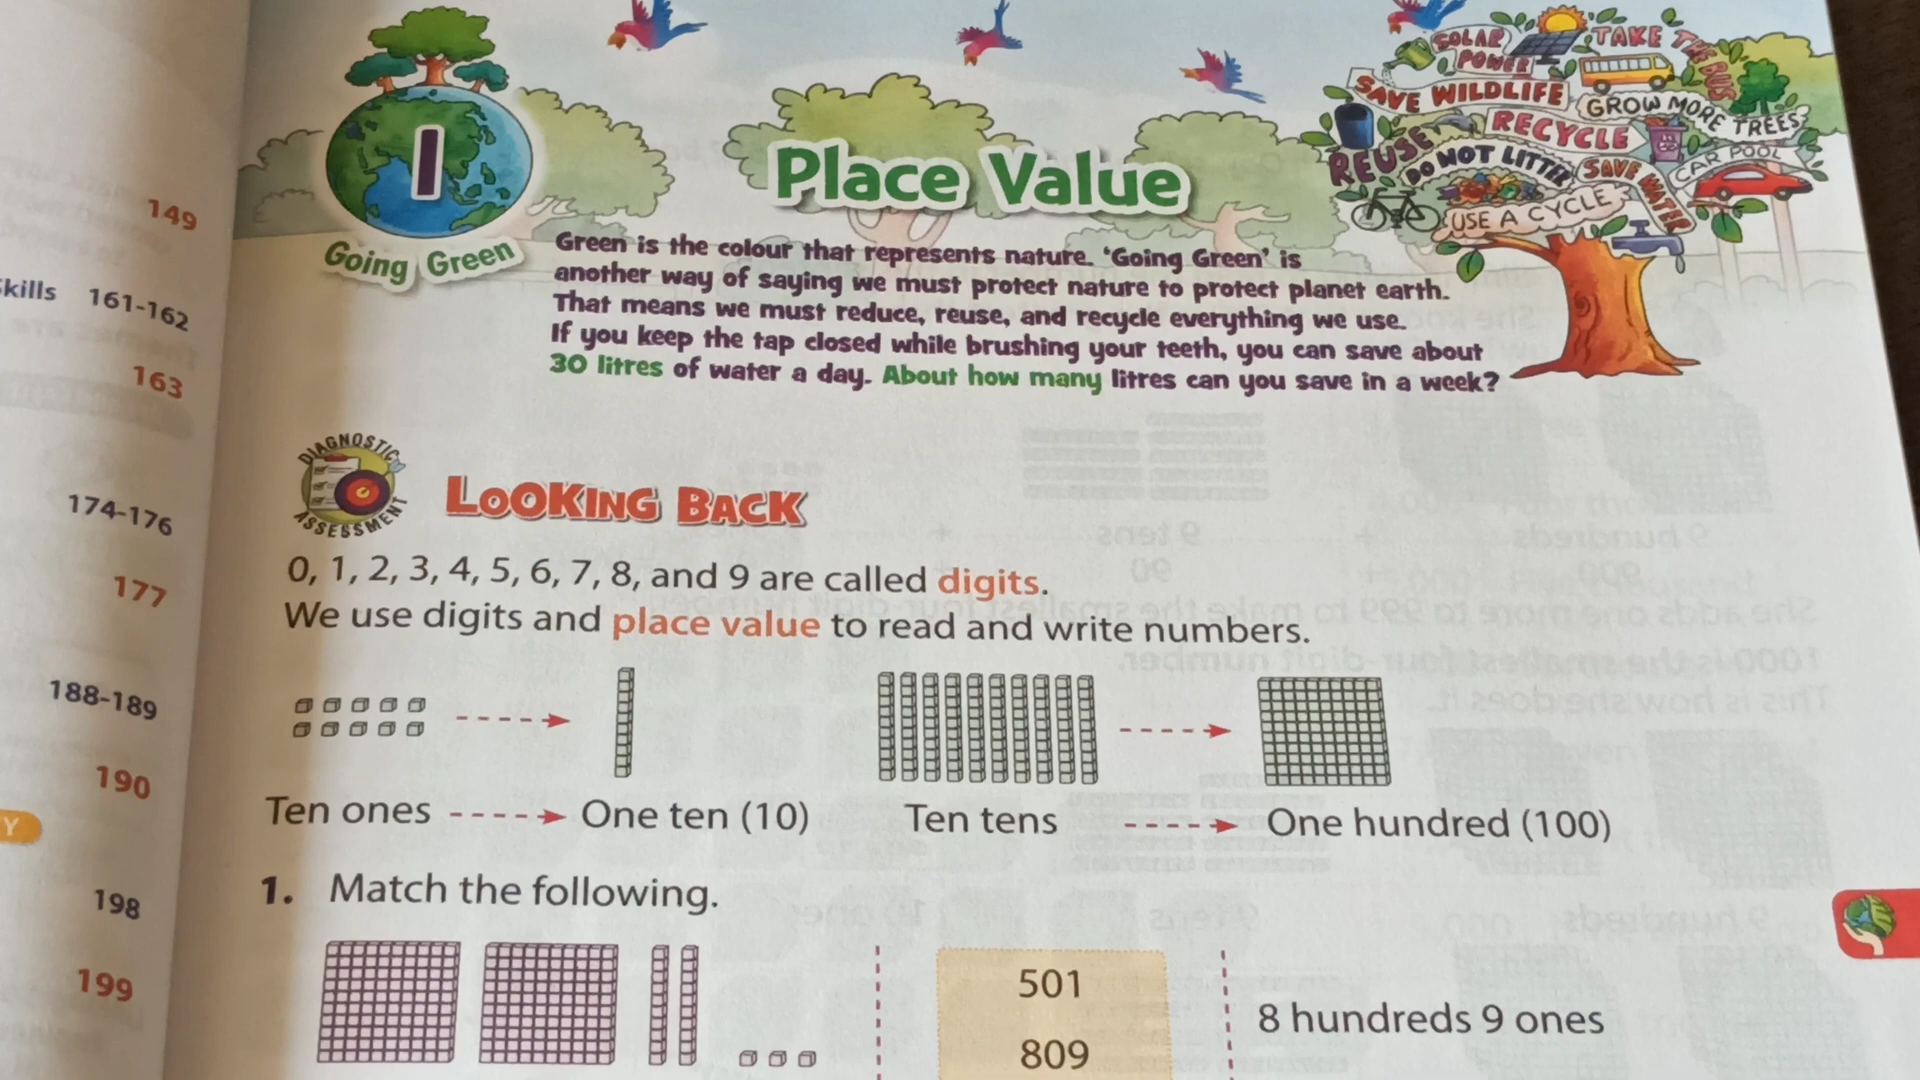 149
kills 161-162
163
174-176
177
188-189
190
Y
198
199
1
Going Green
Place Value
SOLAR POWER
TAKE THE BUS
SAVE WILDLIFE
GROW MORE TREES
RECYCLE
REUSE
DO NOT LITTER
SAVE WATER
CAR POOL
USE A CYCLE
Green is the colour that represents nature. ‘Going Green’ is
another way of saying we must protect nature to protect planet earth.
That means we must reduce, reuse, and recycle everything we use.
If you keep the tap closed while brushing your teeth, you can save about
30 litres of water a day. About how many litres can you save in a week?
DIAGNOSTIC ASSESSMENT
LOOKING BACK
0, 1, 2, 3, 4, 5, 6, 7, 8, and 9 are called digits.
We use digits and place value to read and write numbers.
Ten ones One ten (10) Ten tens One hundred (100)
1. Match the following.
501
809
8 hundreds 9 ones